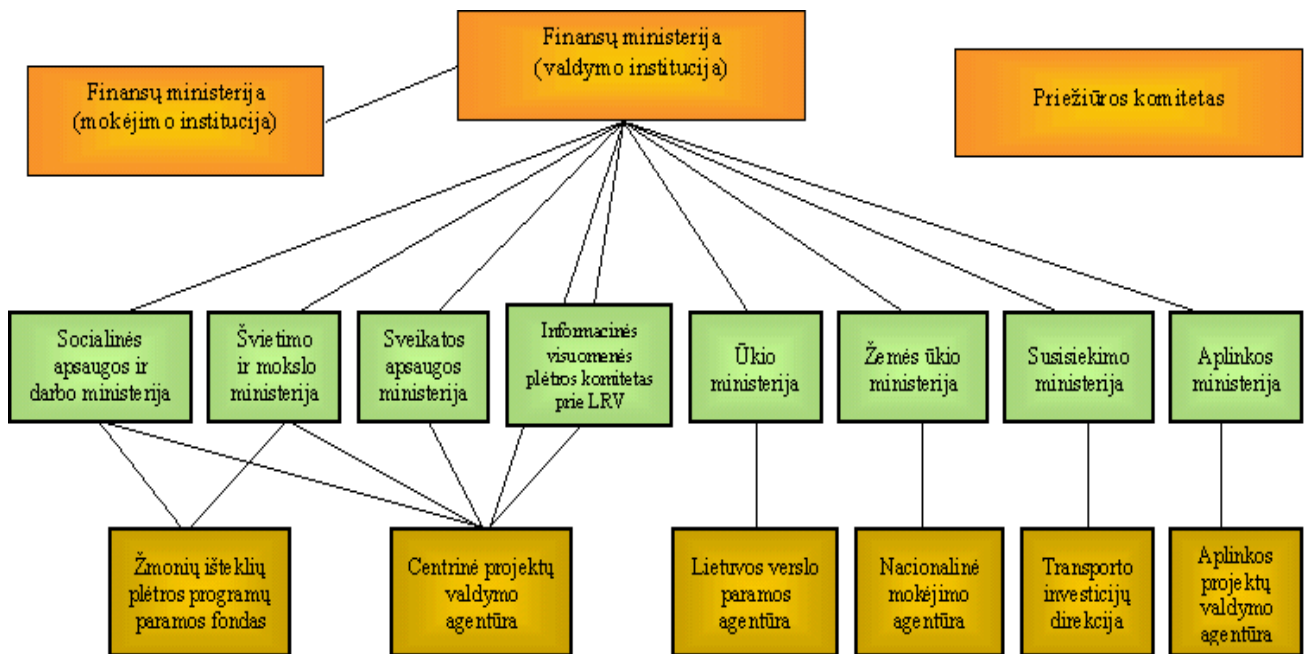 Finansų ministerija
(valdymo institucija)
Finansų ministerija
(mokėjimo institucija)
Priežiūros komitetas
Socialinės
apsaugos ir
darbo ministerija
Švietimo
ir mokslo
ministerija
Sveikatos
apsaugos
ministerija
Informacinės
visuomenės
plėtros komitetas
prie LRV
Ūkio
ministerija
Žemės ūkio
ministerija
Susisiekimo
ministerija
Aplinkos
ministerija
Žmonių išteklių
plėtros programų
paramos fondas
Centrinė projektų
valdymo
agentūra
Lietuvos verslo
paramos
agentūra
Nacionalinė
mokėjimo
agentūra
Transporto
investicijų
direkcija
Aplinkos
projektų
valdymo
agentūra